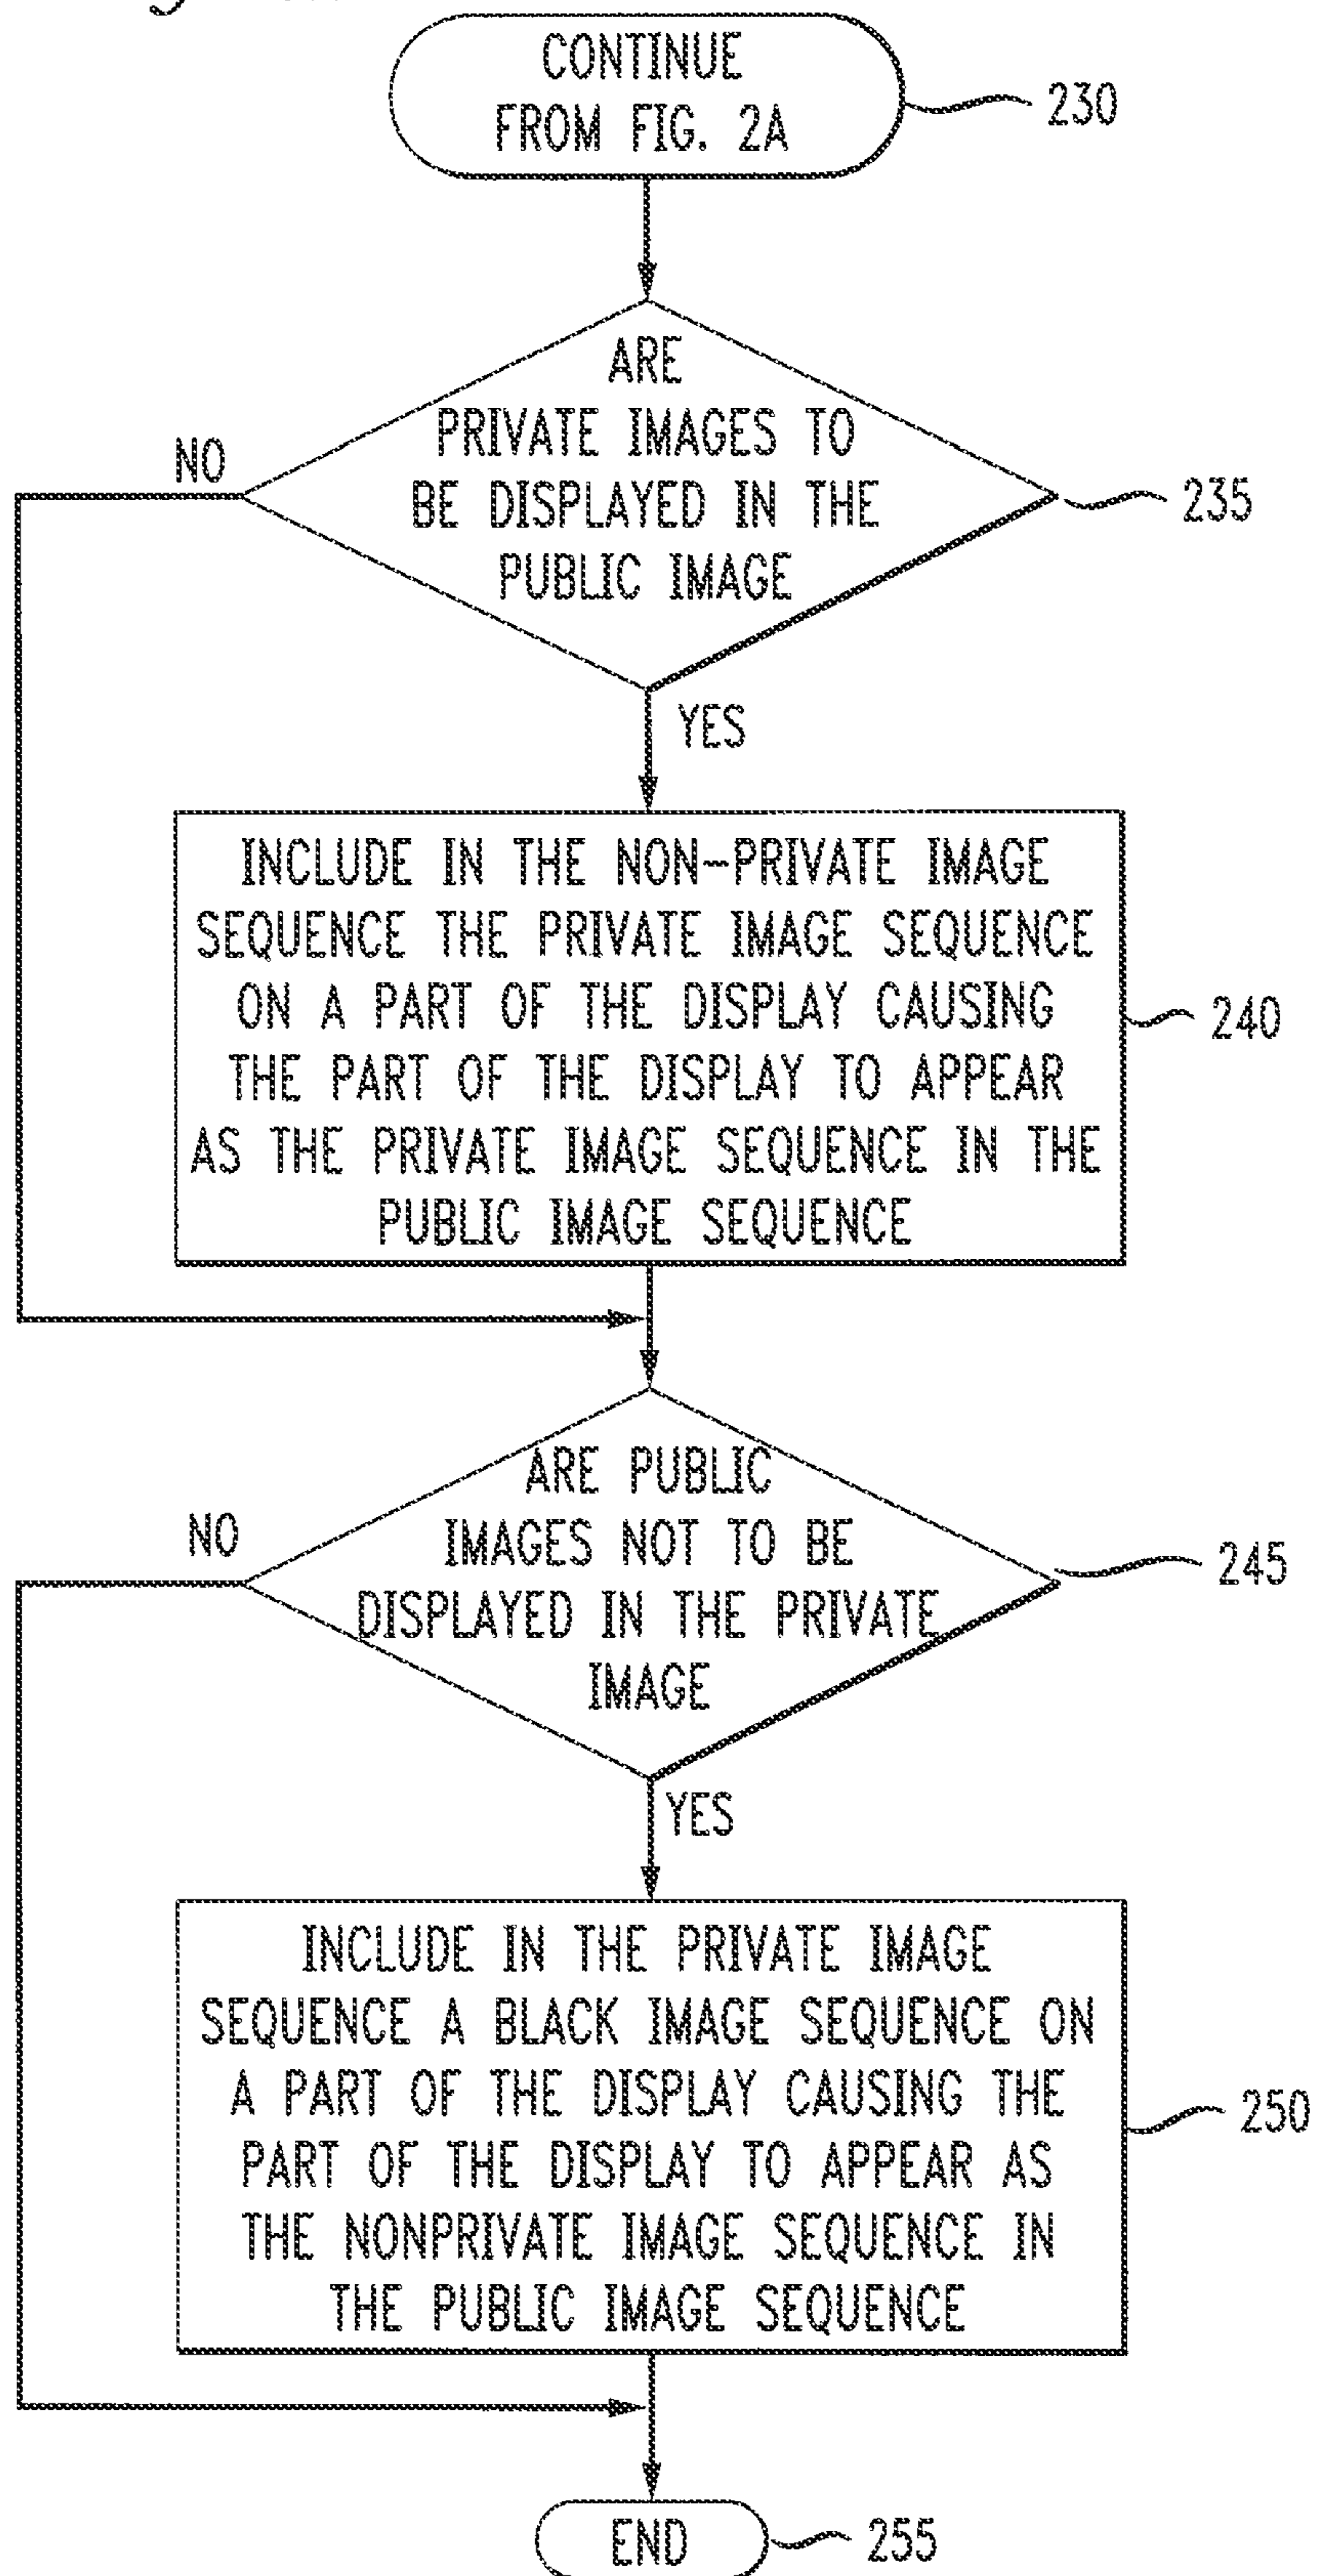 CONTINUE
FROM FIG. 2A
230
ARE
PRIVATE IMAGES TO
BE DISPLAYED IN THE
PUBLIC IMAGE
NO
235
YES
INCLUDE IN THE NON-PRIVATE IMAGE
SEQUENCE THE PRIVATE IMAGE SEQUENCE
ON A PART OF THE DISPLAY CAUSING
THE PART OF THE DISPLAY TO APPEAR
AS THE PRIVATE IMAGE SEQUENCE IN THE
PUBLIC IMAGE SEQUENCE
240
ARE PUBLIC
IMAGES NOT TO BE
DISPLAYED IN THE PRIVATE
IMAGE
NO
245
YES
INCLUDE IN THE PRIVATE IMAGE
SEQUENCE A BLACK IMAGE SEQUENCE ON
A PART OF THE DISPLAY CAUSING THE
PART OF THE DISPLAY TO APPEAR AS
THE NONPRIVATE IMAGE SEQUENCE IN
THE PUBLIC IMAGE SEQUENCE
250
END
255